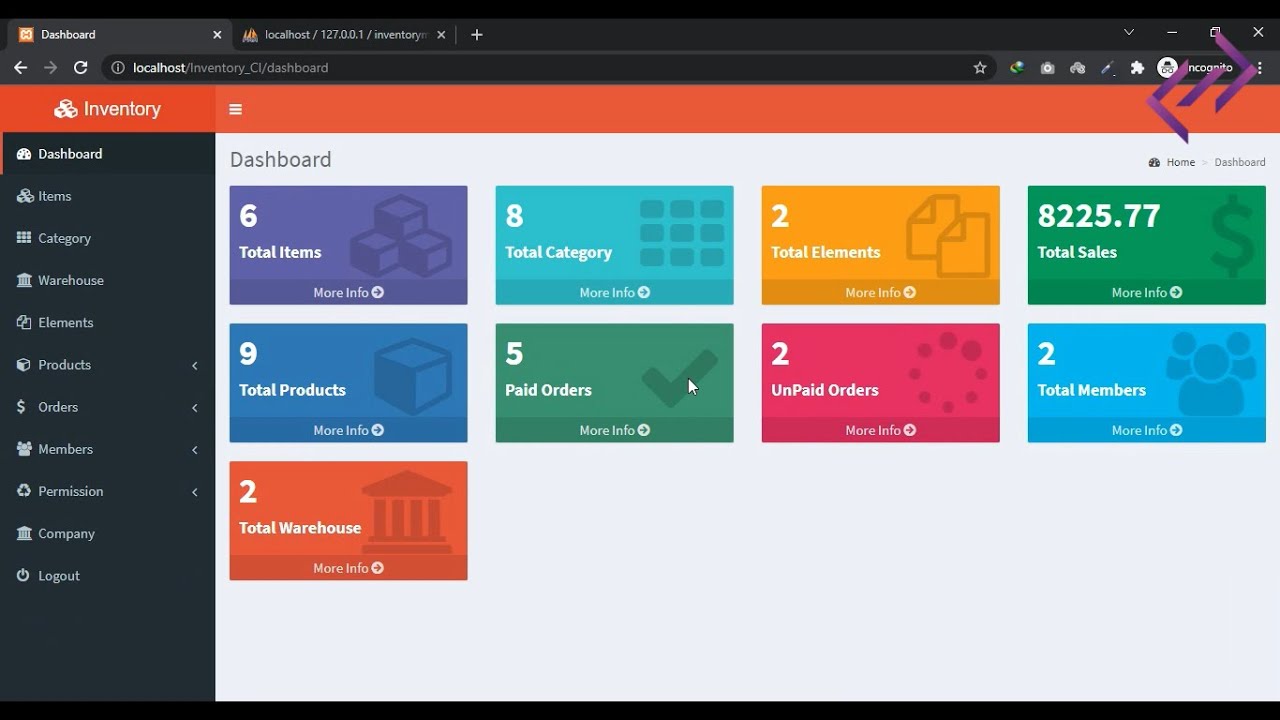 Dashboard
localhost / 127.0.0.1 / inventorym
localhost/Inventory_CI/dashboard
Incognito
Inventory
Dashboard
Items
Category
Warehouse
Elements
Products
Orders
Members
Permission
Company
Logout
Dashboard
Home > Dashboard
6
Total Items
More Info
8
Total Category
More Info
2
Total Elements
More Info
8225.77
Total Sales
More Info
9
Total Products
More Info
5
Paid Orders
More Info
2
UnPaid Orders
More Info
2
Total Members
More Info
2
Total Warehouse
More Info